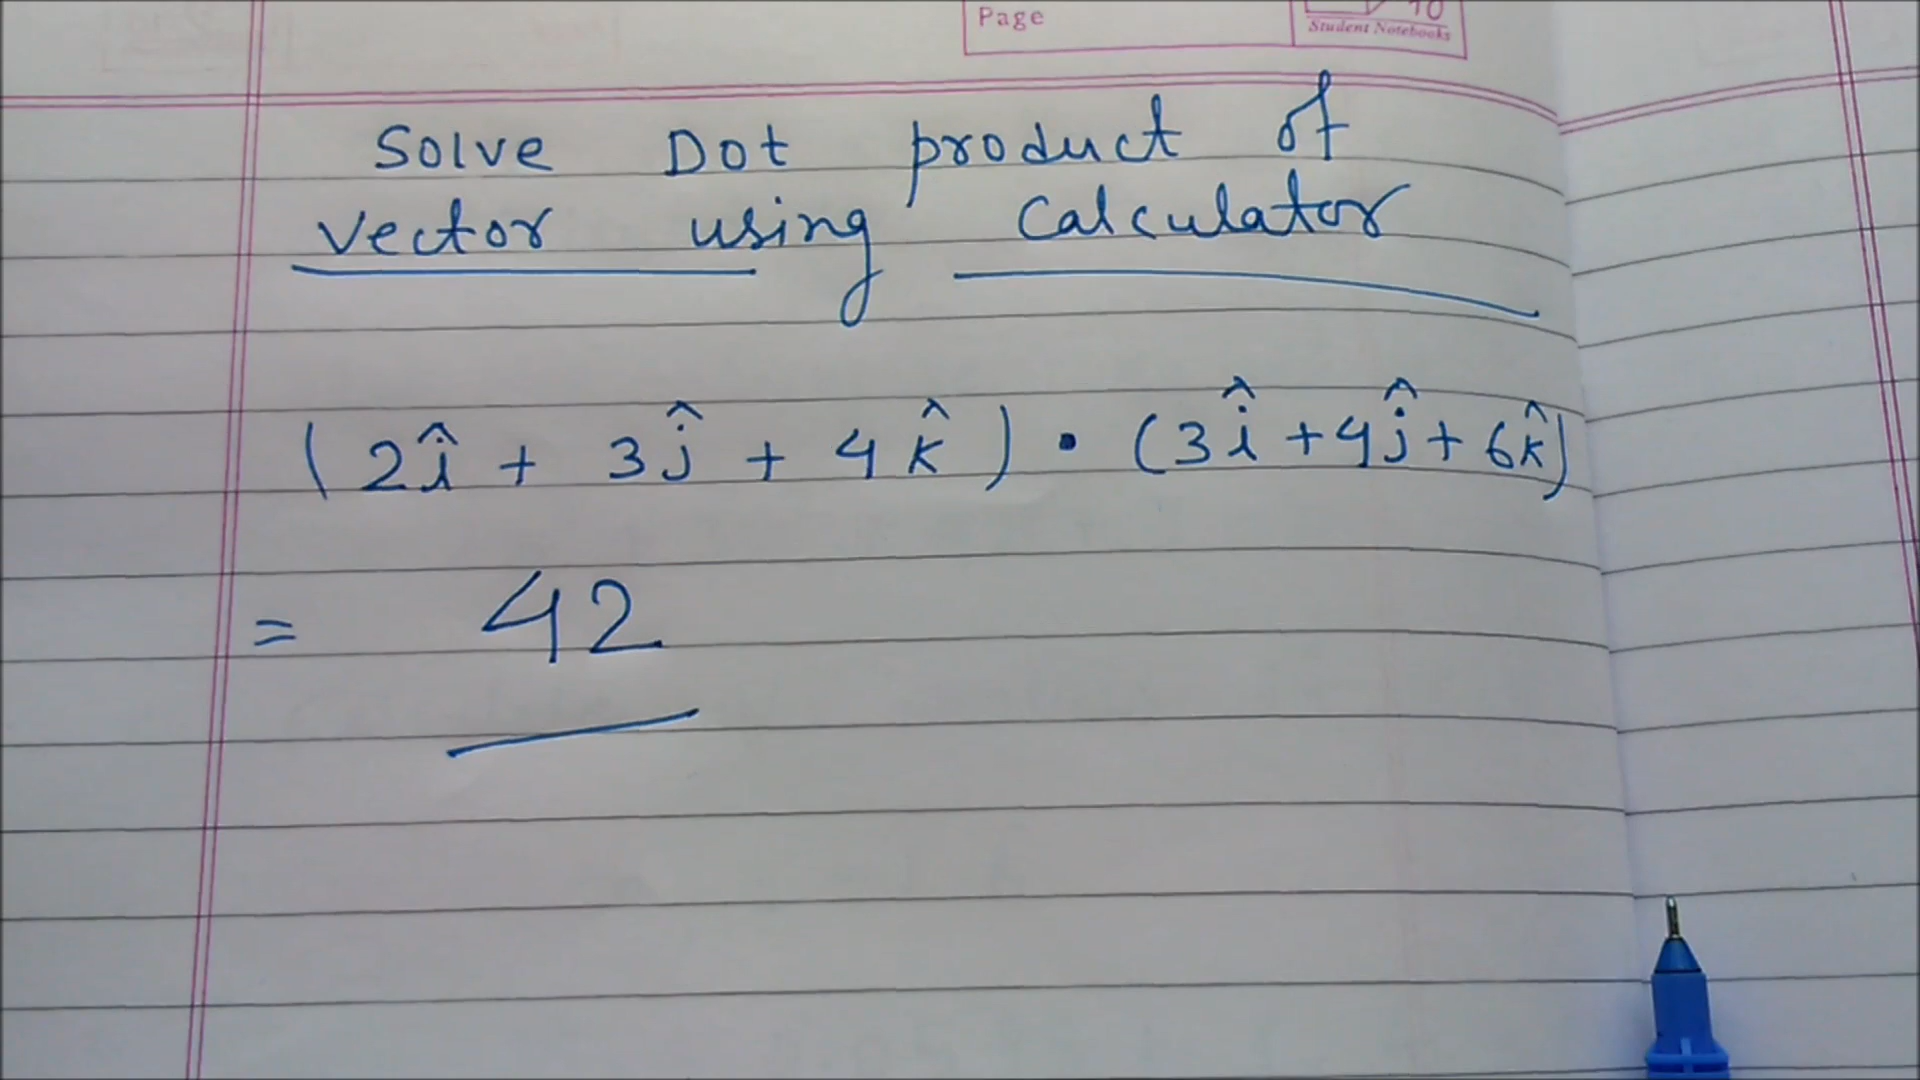 Page
Student Notebooks
Solve Dot product of
vector using Calculator
(2î + 3ĵ + 4k̂) • (3î + 4ĵ + 6k̂)
= 42